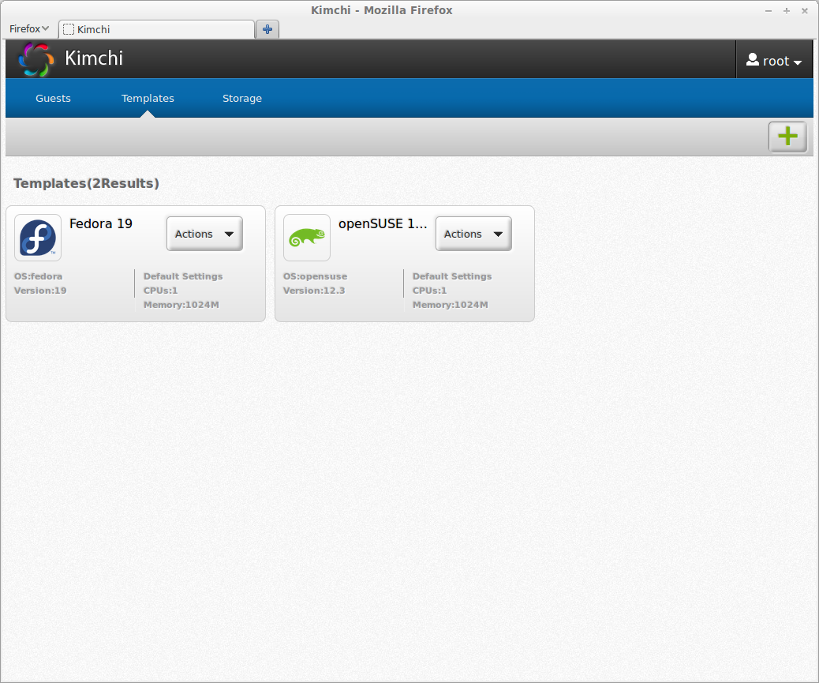 Kimchi - Mozilla Firefox
Firefox
Kimchi
Kimchi
root
Guests Templates Storage
Templates(2Results)
Fedora 19
Actions
OS:fedora
Version:19
Default Settings
CPUs:1
Memory:1024M
openSUSE 1...
Actions
OS:opensuse
Version:12.3
Default Settings
CPUs:1
Memory:1024M